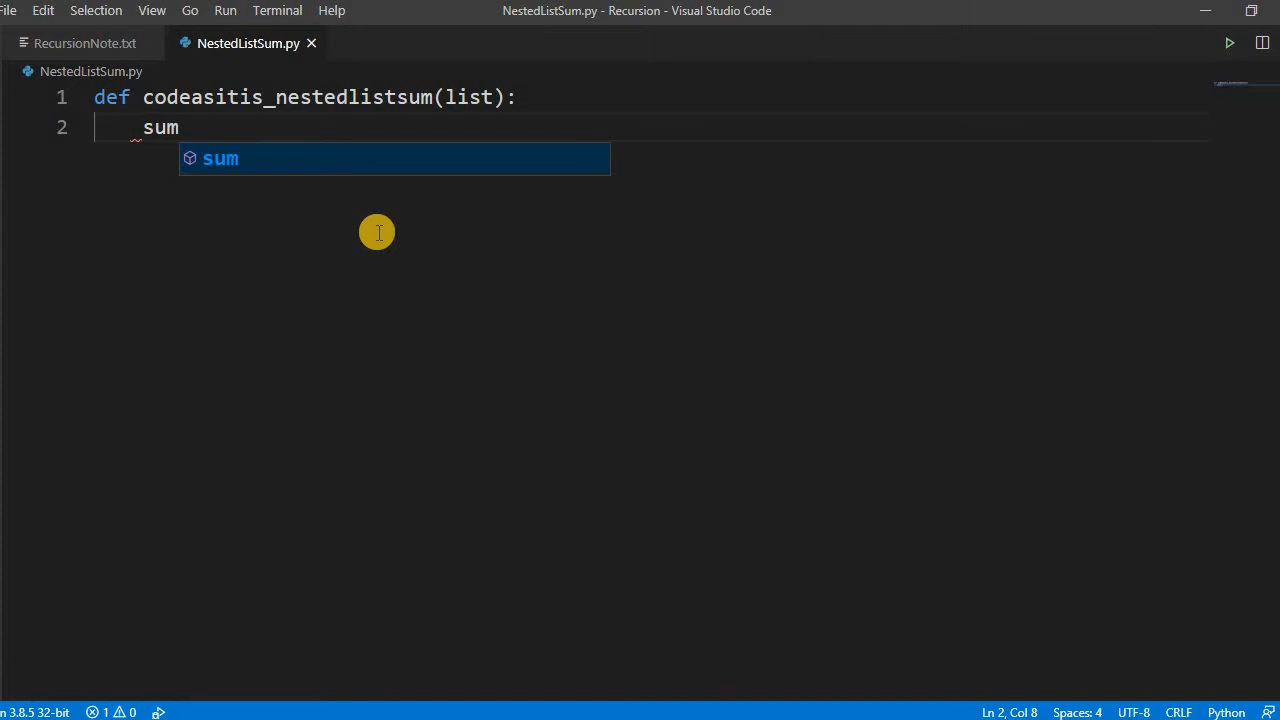 File Edit Selection View Go Run Terminal Help NestedListSum.py - Recursion - Visual Studio Code
RecursionNote.txt NestedListSum.py
NestedListSum.py
1 def codeasitis_nestedlistsum(list):
2 sum
sum
n 3.8.5 32-bit 1 0 Ln 2, Col 8 Spaces: 4 UTF-8 CRLF Python